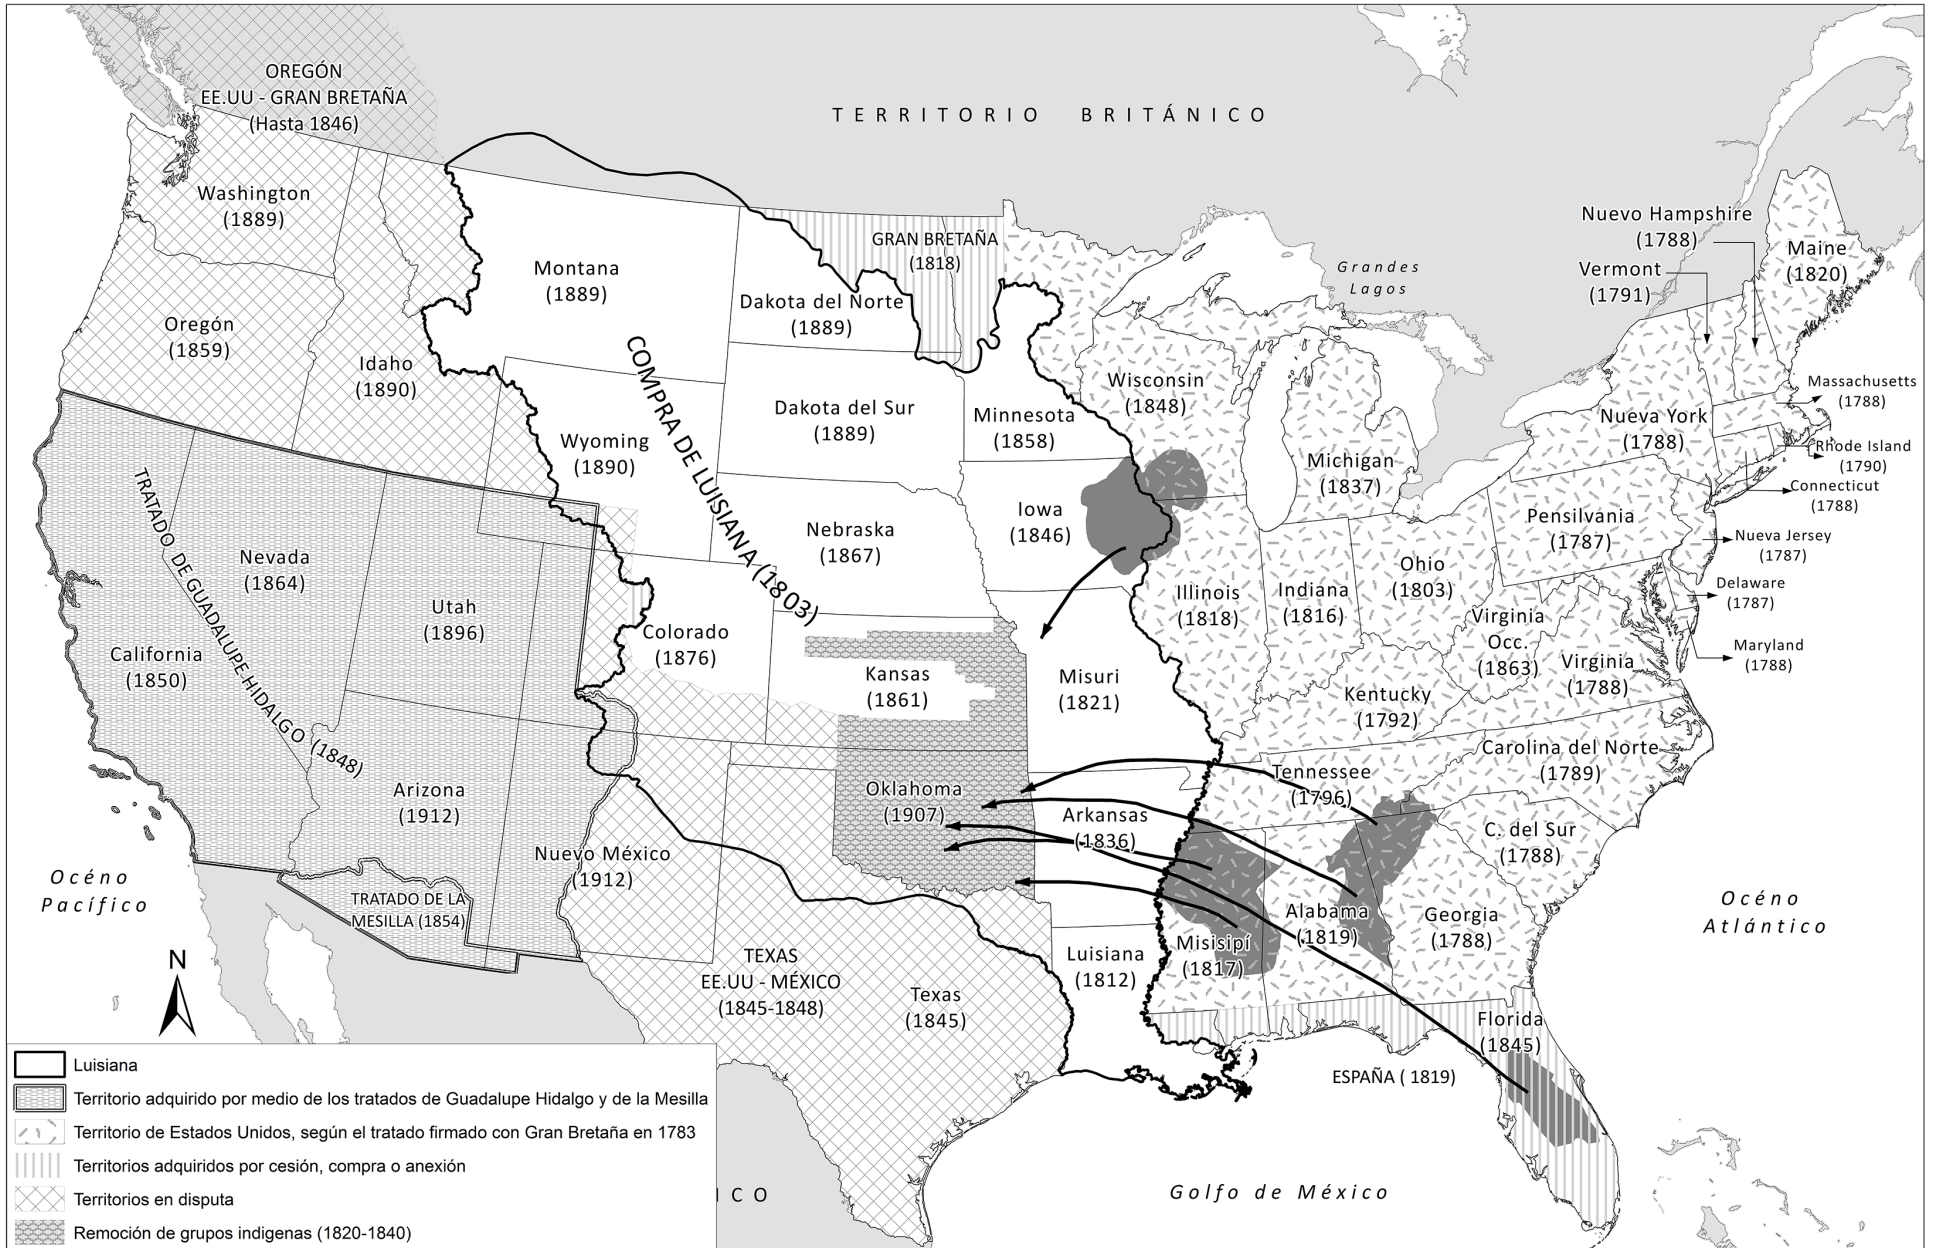 OREGÓN
EE.UU - GRAN BRETAÑA
(Hasta 1846)
TERRITORIO BRITÁNICO
Washington
(1889)
Oregón
(1859)
Idaho
(1890)
Montana
(1889)
GRAN BRETAÑA
(1818)
Dakota del Norte
(1889)
Dakota del Sur
(1889)
Wyoming
(1890)
COMPRA DE LUISIANA (1803)
Minnesota
(1858)
Wisconsin
(1848)
Grandes
Lagos
Michigan
(1837)
Nuevo Hampshire
(1788)
Vermont
(1791)
Maine
(1820)
Massachusetts
(1788)
Nueva York
(1788)
Rhode Island
(1790)
Connecticut
(1788)
Pensilvania
(1787)
Nueva Jersey
(1787)
Delaware
(1787)
Maryland
(1788)
TRATADO DE GUADALUPE HIDALGO (1848)
Nevada
(1864)
Utah
(1896)
California
(1850)
Colorado
(1876)
Nebraska
(1867)
Iowa
(1846)
Illinois
(1818)
Indiana
(1816)
Ohio
(1803)
Virginia
Occ.
(1863)
Virginia
(1788)
Kansas
(1861)
Misuri
(1821)
Kentucky
(1792)
Carolina del Norte
(1789)
Tennessee
(1796)
Arizona
(1912)
Nuevo México
(1912)
Oklahoma
(1907)
Arkansas
(1836)
C. del Sur
(1788)
TRATADO DE LA
MESILLA (1854)
Océno
Pacífico
Océno
Atlántico
Misisipí
(1817)
Alabama
(1819)
Georgia
(1788)
Luisiana
(1812)
TEXAS
EE.UU - MÉXICO
(1845-1848)
Texas
(1845)
Florida
(1845)
ESPAÑA ( 1819)
N
Golfo de México
ICO
Luisiana
Territorio adquirido por medio de los tratados de Guadalupe Hidalgo y de la Mesilla
Territorio de Estados Unidos, según el tratado firmado con Gran Bretaña en 1783
Territorios adquiridos por cesión, compra o anexión
Territorios en disputa
Remoción de grupos indigenas (1820-1840)